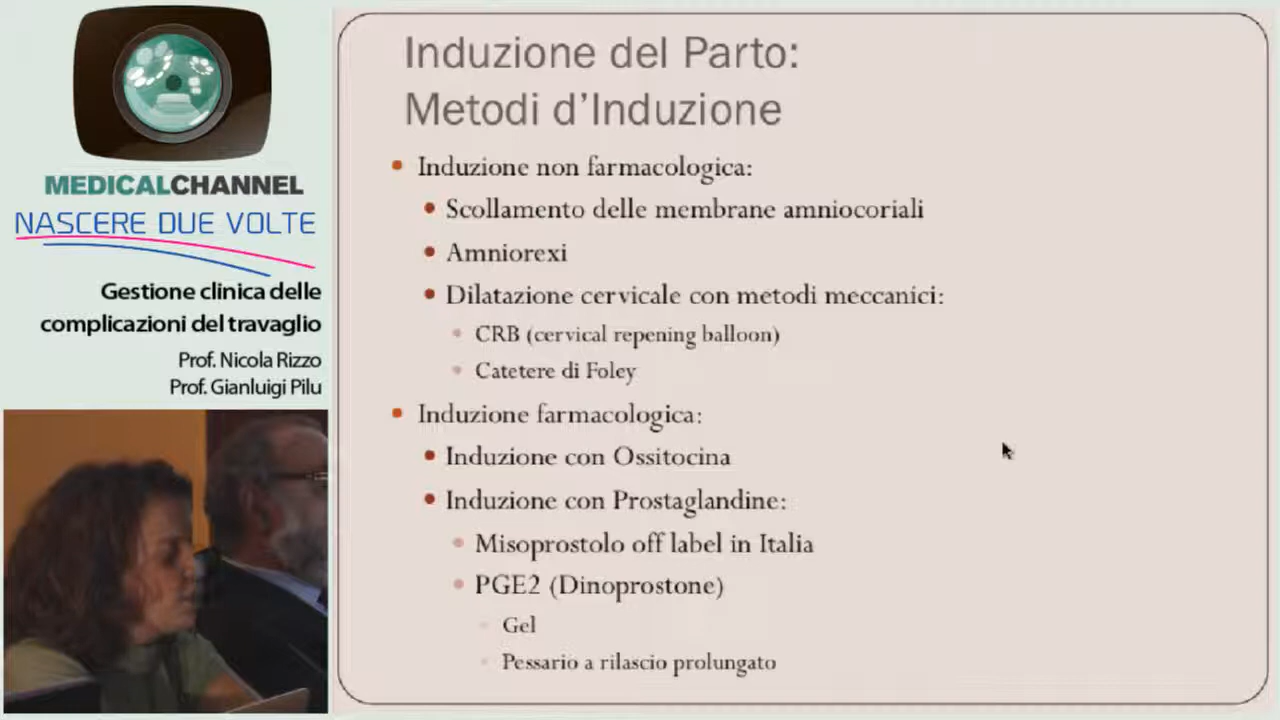 MEDICALCHANNEL
NASCERE DUE VOLTE
Gestione clinica delle
complicazioni del travaglio
Prof. Nicola Rizzo
Prof. Gianluigi Pilu
Induzione del Parto:
Metodi d'Induzione
Induzione non farmacologica:
Scollamento delle membrane amniocoriali
Amniorexi
Dilatazione cervicale con metodi meccanici:
CRB (cervical repening balloon)
Catetere di Foley
Induzione farmacologica:
Induzione con Ossitocina
Induzione con Prostaglandine:
Misoprostolo off label in Italia
PGE2 (Dinoprostone)
Gel
Pessario a rilascio prolungato